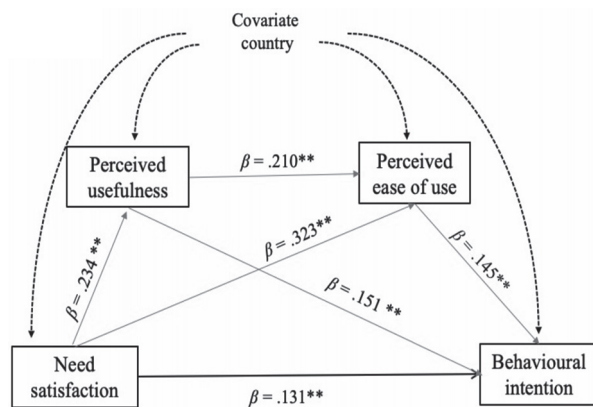 Covariate
country
Perceived
usefulness
β = .210**
Perceived
ease of use
β = .234 **
β = .323**
β = .151 **
β = .145**
Need
satisfaction
β = .131**
Behavioural
intention